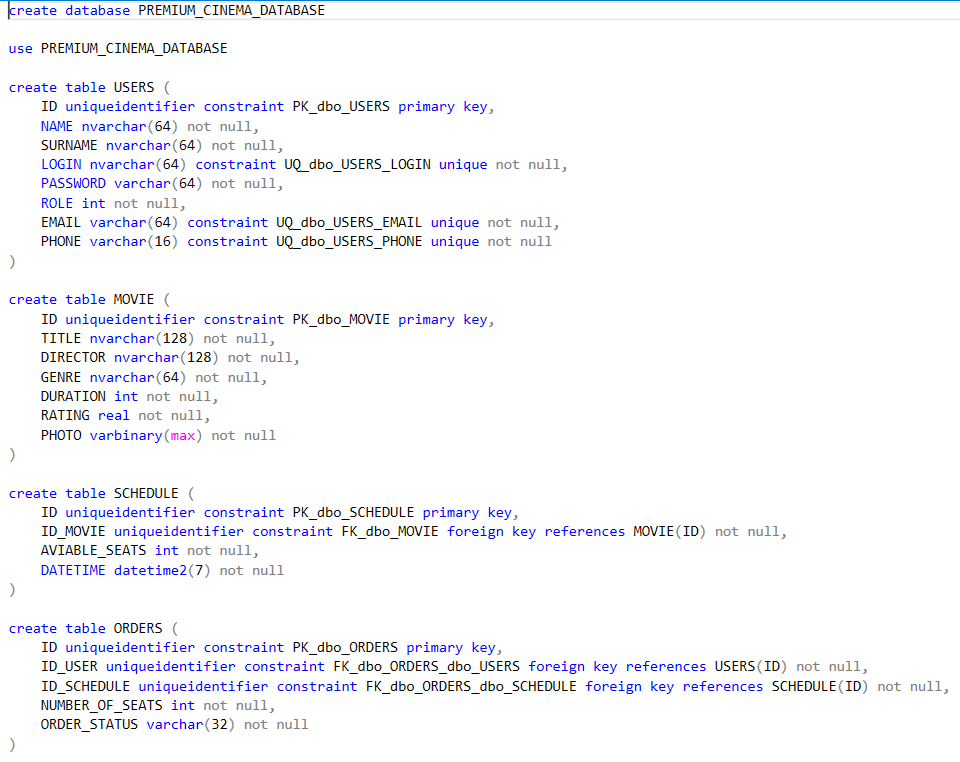 create database PREMIUM_CINEMA_DATABASE
use PREMIUM_CINEMA_DATABASE
create table USERS (
    ID uniqueidentifier constraint PK_dbo_USERS primary key,
    NAME nvarchar(64) not null,
    SURNAME nvarchar(64) not null,
    LOGIN nvarchar(64) constraint UQ_dbo_USERS_LOGIN unique not null,
    PASSWORD varchar(64) not null,
    ROLE int not null,
    EMAIL varchar(64) constraint UQ_dbo_USERS_EMAIL unique not null,
    PHONE varchar(16) constraint UQ_dbo_USERS_PHONE unique not null
)
create table MOVIE (
    ID uniqueidentifier constraint PK_dbo_MOVIE primary key,
    TITLE nvarchar(128) not null,
    DIRECTOR nvarchar(128) not null,
    GENRE nvarchar(64) not null,
    DURATION int not null,
    RATING real not null,
    PHOTO varbinary(max) not null
)
create table SCHEDULE (
    ID uniqueidentifier constraint PK_dbo_SCHEDULE primary key,
    ID_MOVIE uniqueidentifier constraint FK_dbo_MOVIE foreign key references MOVIE(ID) not null,
    AVIABLE_SEATS int not null,
    DATETIME datetime2(7) not null
)
create table ORDERS (
    ID uniqueidentifier constraint PK_dbo_ORDERS primary key,
    ID_USER uniqueidentifier constraint FK_dbo_ORDERS_dbo_USERS foreign key references USERS(ID) not null,
    ID_SCHEDULE uniqueidentifier constraint FK_dbo_ORDERS_dbo_SCHEDULE foreign key references SCHEDULE(ID) not null,
    NUMBER_OF_SEATS int not null,
    ORDER_STATUS varchar(32) not null
)